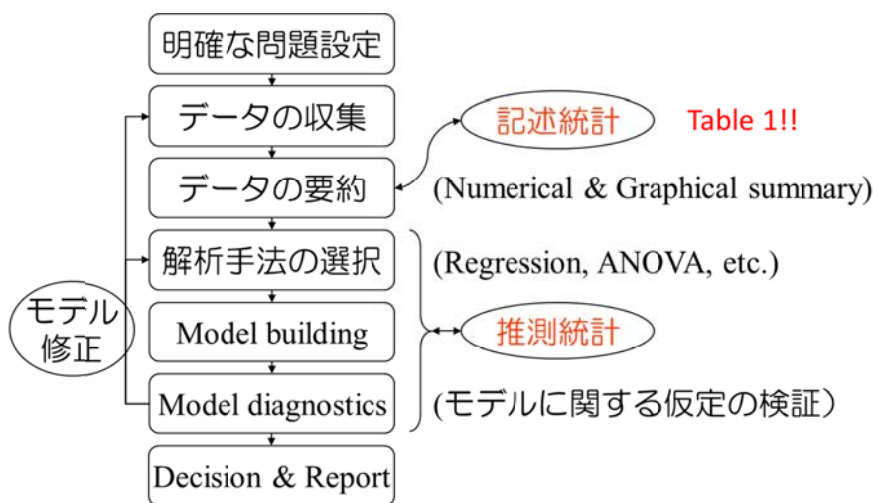 明確な問題設定
データの収集
記述統計
Table 1!!
データの要約
(Numerical & Graphical summary)
解析手法の選択
(Regression, ANOVA, etc.)
モデル
修正
Model building
推測統計
Model diagnostics
(モデルに関する仮定の検証）
Decision & Report